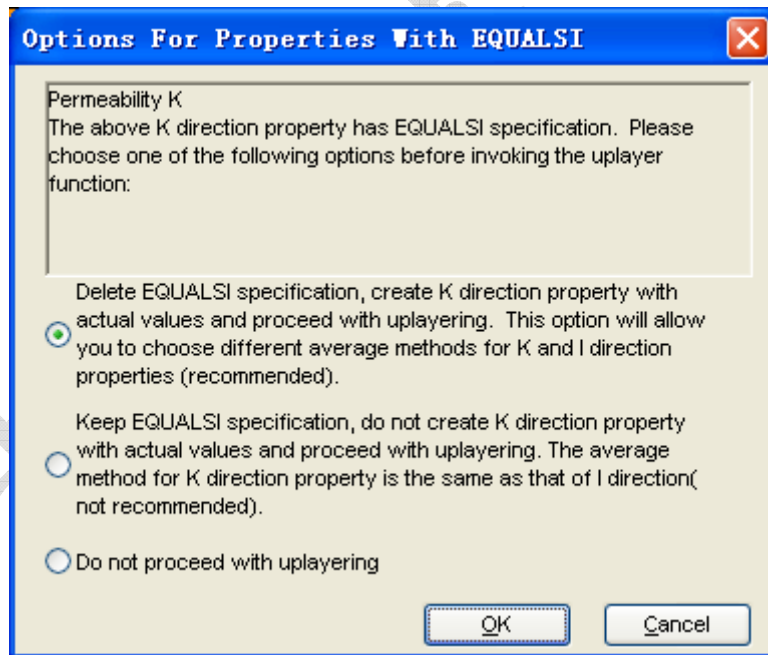 Options For Properties With EQUALSI
Permeability K
The above K direction property has EQUALSI specification.  Please
choose one of the following options before invoking the uplayer
function:
Delete EQUALSI specification, create K direction property with
actual values and proceed with uplayering.  This option will allow
you to choose different average methods for K and I direction
properties (recommended).
Keep EQUALSI specification, do not create K direction property
with actual values and proceed with uplayering. The average
method for K direction property is the same as that of I direction(
not recommended).
Do not proceed with uplayering
OK
Cancel